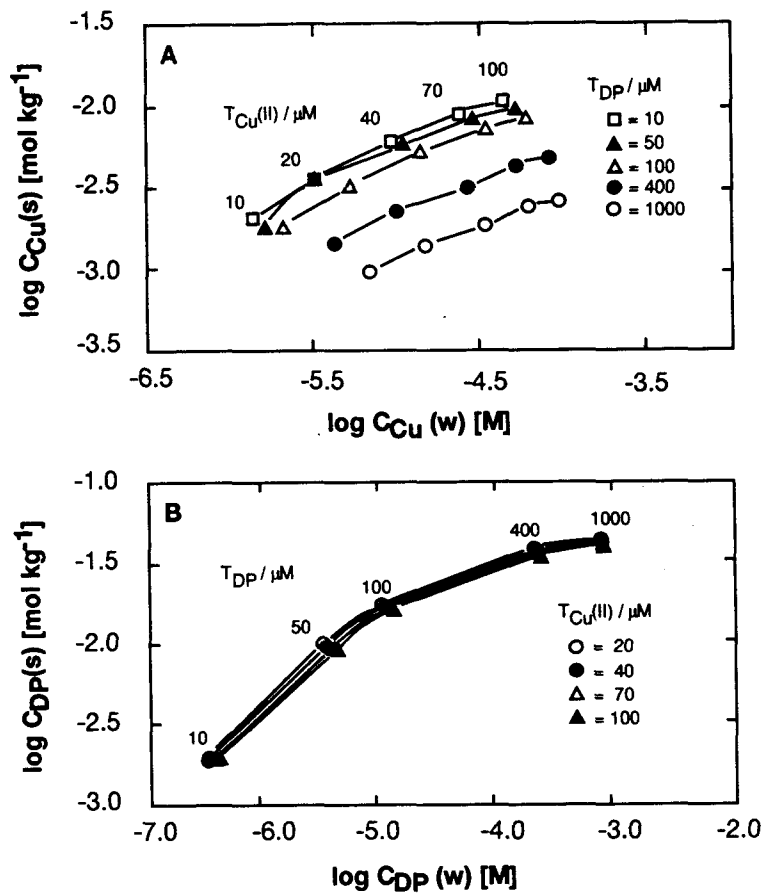 A
T_Cu(II) / μM
10
20
40
70
100
T_DP / μM
□ = 10
▲ = 50
△ = 100
● = 400
○ = 1000
-1.5
-2.0
-2.5
-3.0
-3.5
log C_Cu(s) [mol kg⁻¹]
-6.5 -5.5 -4.5 -3.5
log C_Cu (w) [M]
B
T_DP / μM
10
50
100
400
1000
T_Cu(II) / μM
○ = 20
● = 40
△ = 70
▲ = 100
-1.0
-1.5
-2.0
-2.5
-3.0
log C_DP(s) [mol kg⁻¹]
-7.0 -6.0 -5.0 -4.0 -3.0 -2.0
log C_DP (w) [M]